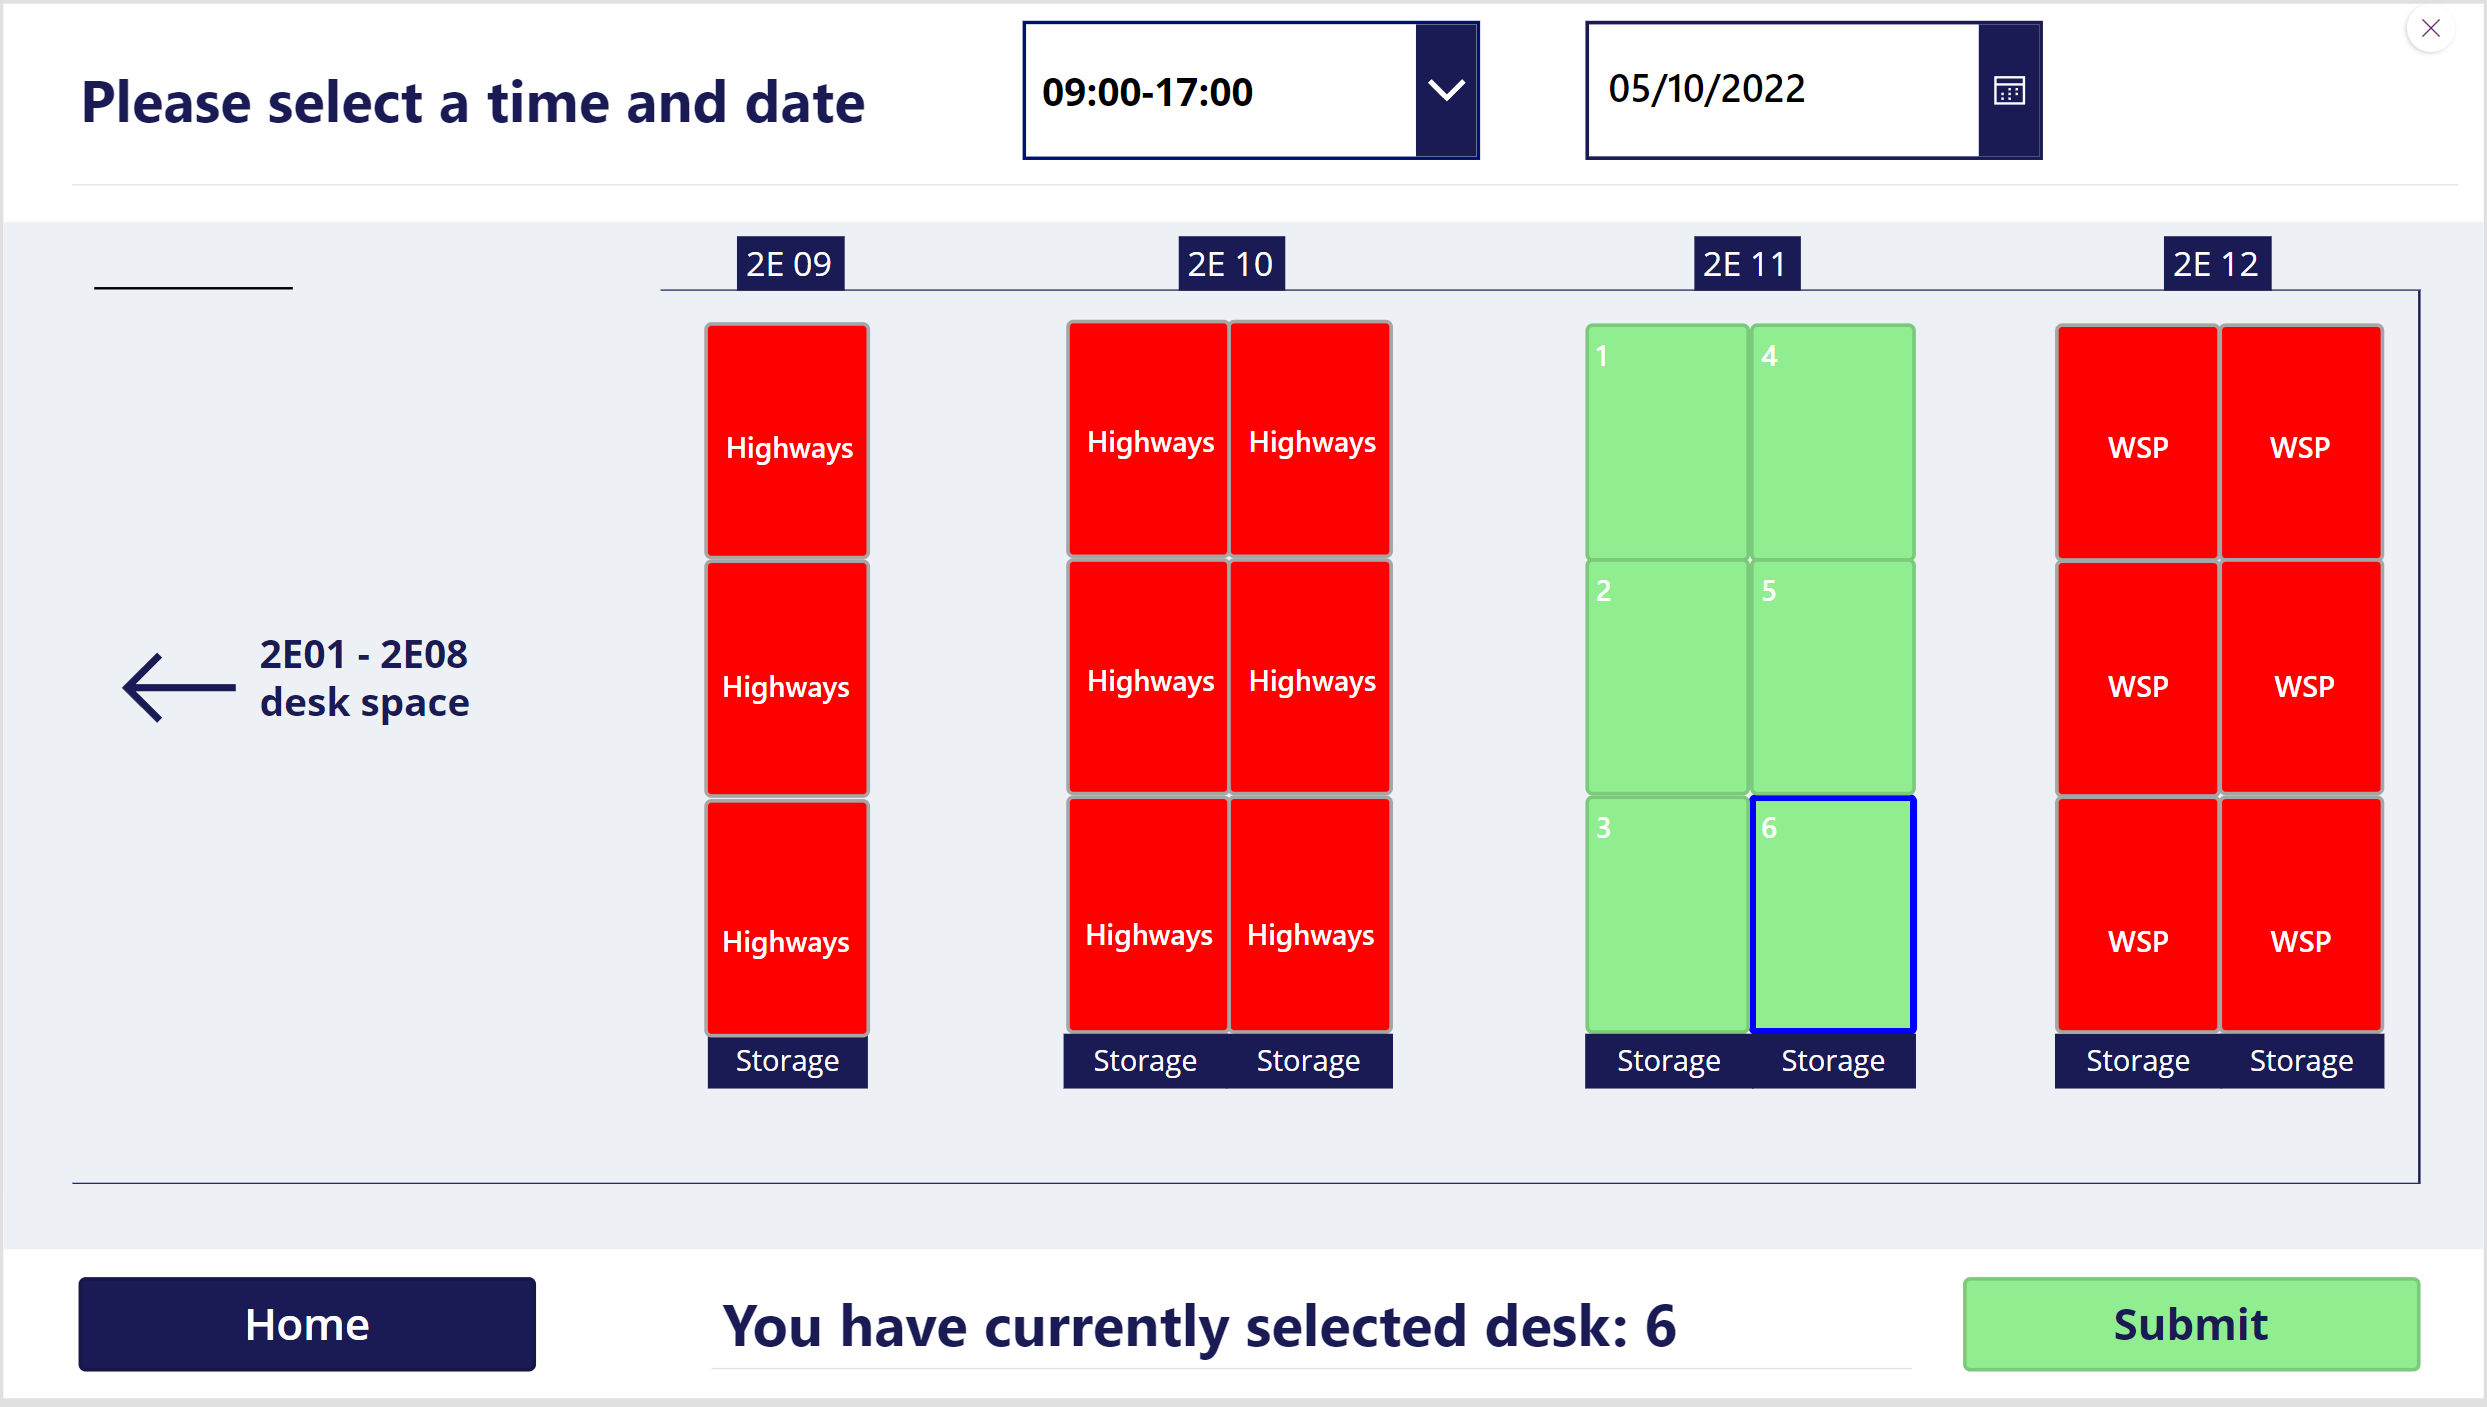 Please select a time and date
09:00-17:00
05/10/2022
2E 09
2E 10
2E 11
2E 12
Highways
Highways
Highways
1
4
WSP
WSP
2E01 - 2E08
desk space
Highways
Highways
Highways
2
5
WSP
WSP
Highways
Highways
Highways
3
6
WSP
WSP
Storage
Storage
Storage
Storage
Storage
Storage
Storage
Home
You have currently selected desk: 6
Submit